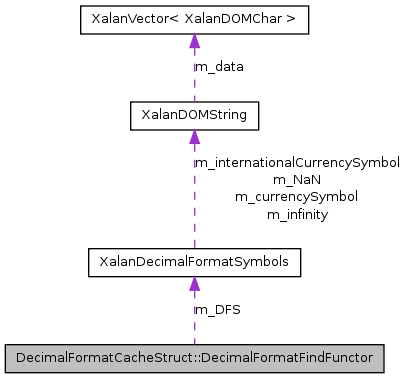 XalanVector< XalanDOMChar >
m_data
XalanDOMString
m_internationalCurrencySymbol
m_NaN
m_currencySymbol
m_infinity
XalanDecimalFormatSymbols
m_DFS
DecimalFormatCacheStruct::DecimalFormatFindFunctor